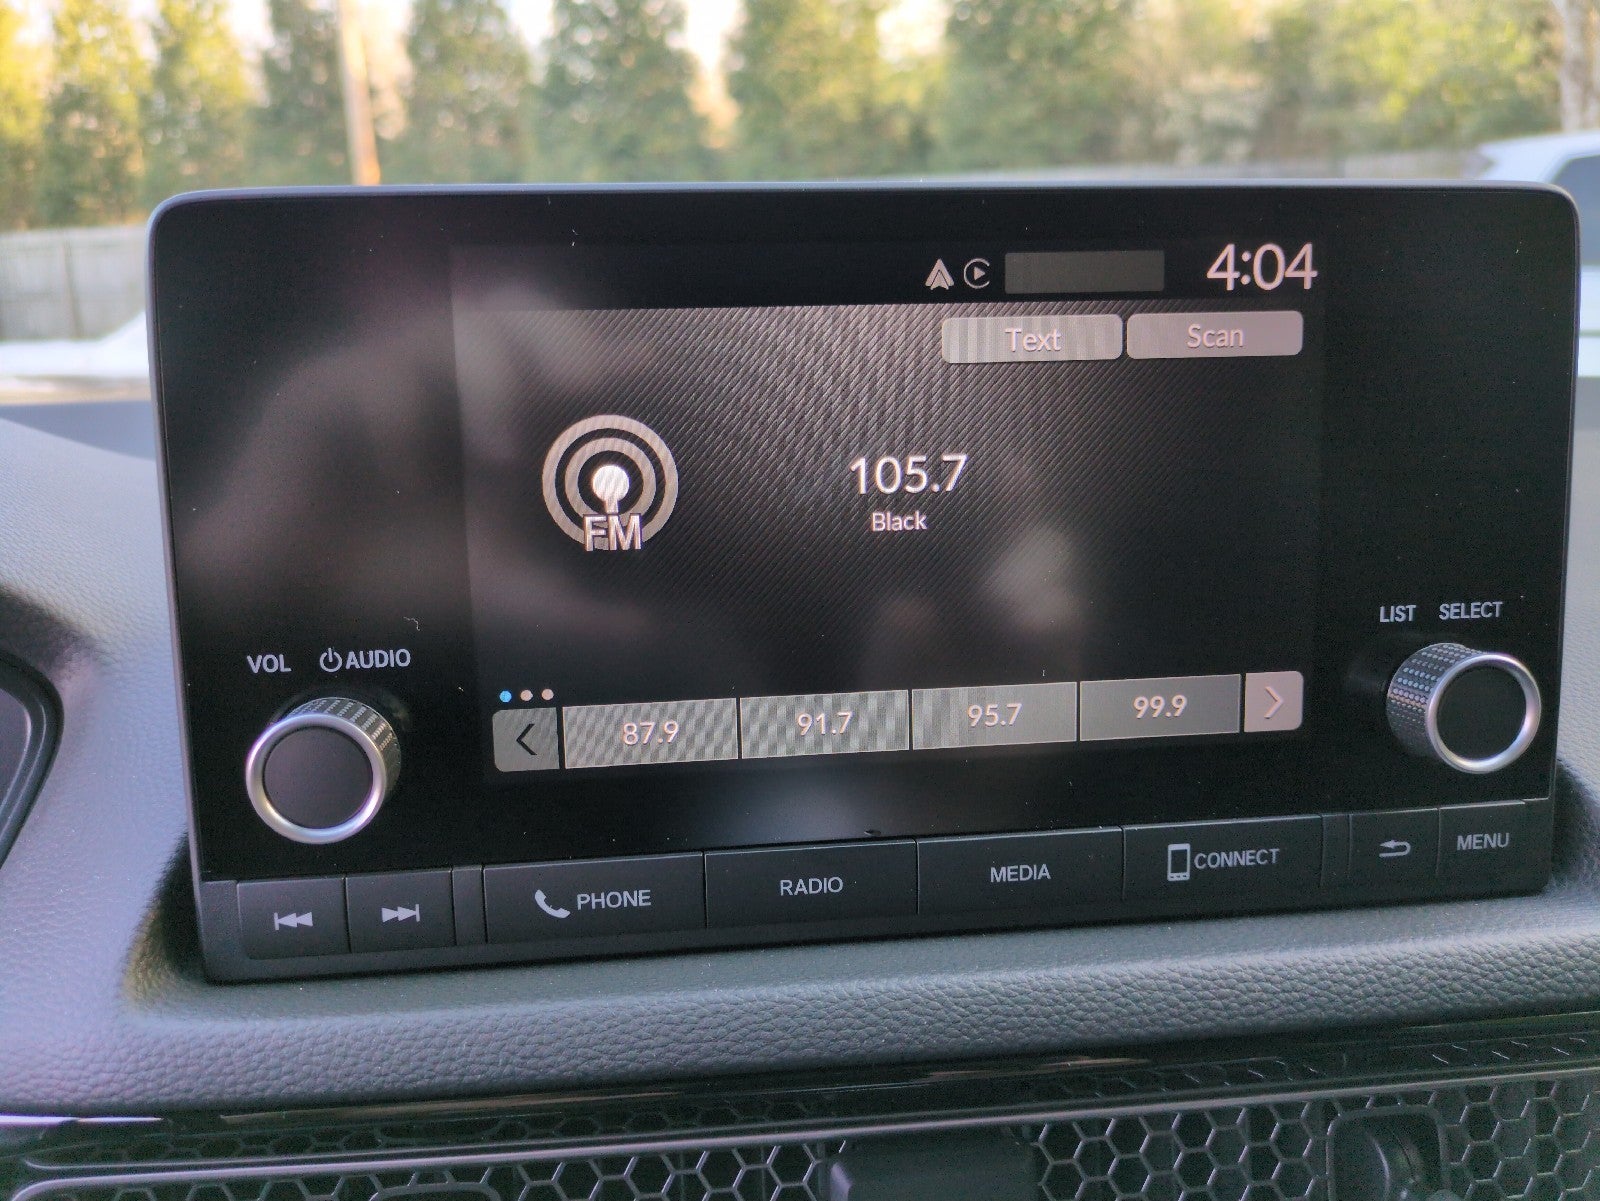 4:04
Text Scan
FM
105.7
Black
LIST SELECT
VOL AUDIO
87.9 91.7 95.7 99.9
PHONE RADIO MEDIA CONNECT MENU